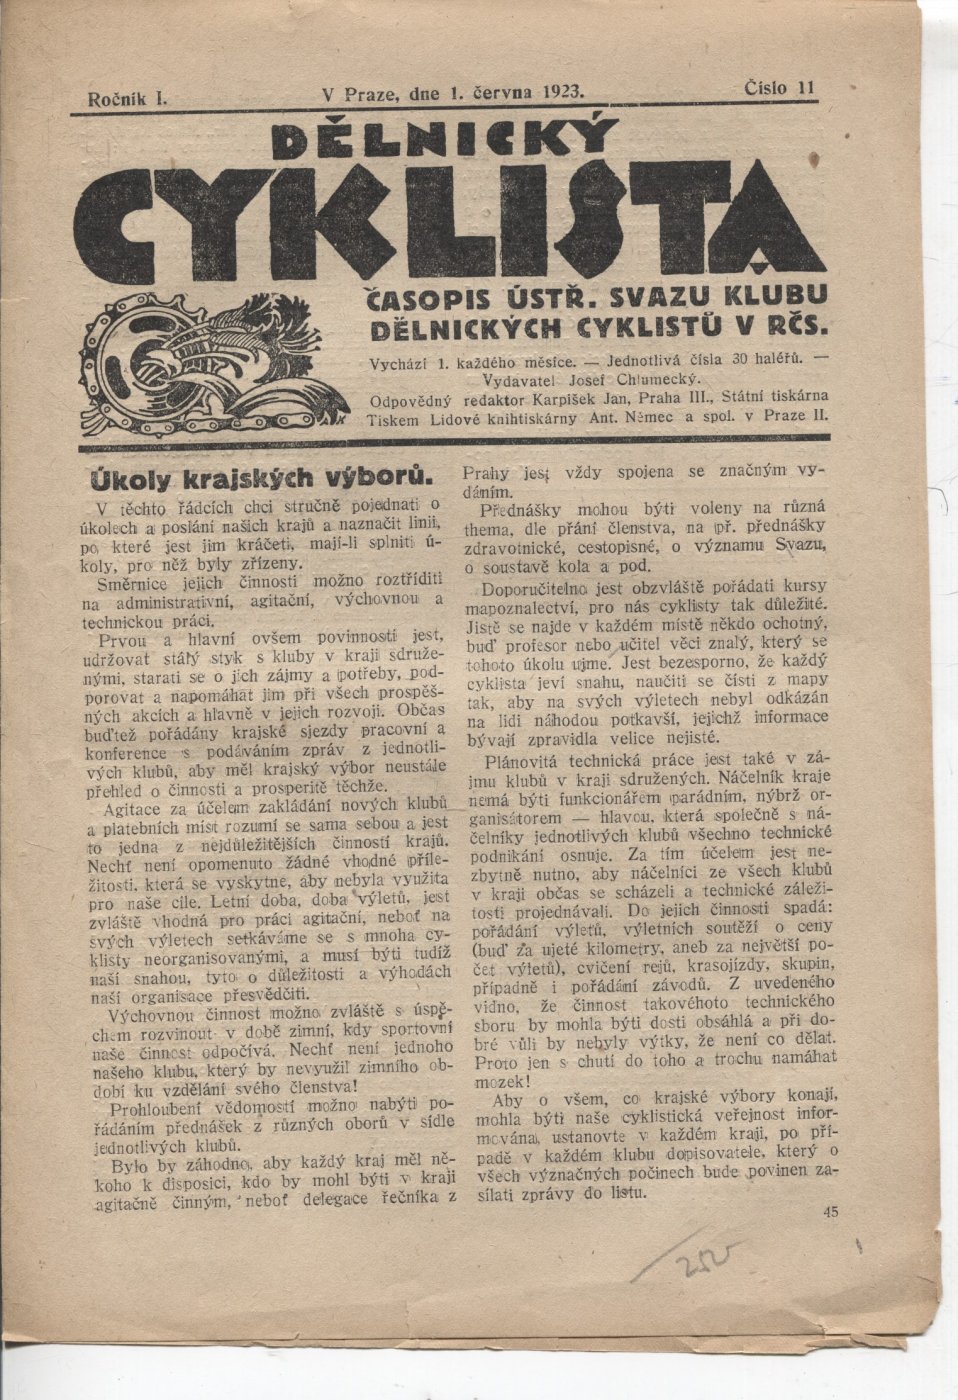 Ročník I.
V Praze, dne 1. června 1923.
Číslo 11
DĚLNICKÝ
CYKLISTA
ČASOPIS ÚSTŘ. SVAZU KLUBU
DĚLNICKÝCH CYKLISTŮ V RČS.
Vychází 1. každého měsíce. — Jednotlivá čísla 30 haléřů. —
Vydavatel Josef Chlumecký.
Odpovědný redaktor Karpíšek Jan, Praha III., Státní tiskárna
Tiskem Lidové knihtiskárny Ant. Němec a spol. v Praze II.
Úkoly krajských výborů.
V těchto řádcích chci stručně pojednati o
úkolech a poslání našich krajů a naznačit linii,
po které jest jim kráčeti, mají-li splniti ú-
koly, pro něž byly zřízeny.
Směrnice jejich činnosti možno roztříditi
na administrativní, agitační, výchovnou a
technickou práci.
Prvou a hlavní ovšem povinností jest,
udržovat stálý styk s kluby v kraji sdruže-
nými, starati se o jich zájmy a potřeby, pod-
porovat a napomáhat jim při všech prospěš-
ných akcích a hlavně v jejich rozvoji. Občas
buďtež pořádány krajské sjezdy pracovní a
konference s podáváním zpráv z jednotli-
vých klubů, aby měl krajský výbor neustále
přehled o činnosti a prosperitě těchže.
Agitace za účelem zakládání nových klubů
a platebních míst rozumí se sama sebou a jest
to jedna z nejdůležitějších činností krajů.
Nechť není opomenuto žádné vhodné příle-
žitosti, která se vyskytne, aby nebyla využita
pro naše cíle. Letní doba, doba výletů, jest
zvláště vhodná pro práci agitační, neboť na
svých výletech setkáváme se s mnoha cy-
klisty neorganisovanými, a musí býti tudíž
naší snahou, tyto o důležitosti a výhodách
naší organisace přesvědčiti.
Výchovnou činnost možno zvláště s úspě-
chem rozvinout v době zimní, kdy sportovní
naše činnost odpočívá. Nechť není jednoho
našeho klubu, který by nevyužil zimního ob-
dobí ku vzdělání svého členstva!
Prohloubení vědomostí možno nabýti po-
řádáním přednášek z různých oborů v sídle
jednotlivých klubů.
Bylo by záhodno, aby každý kraj měl ně-
koho k disposici, kdo by mohl býti v kraji
agitačně činným, neboť delegace řečníka z
Prahy jest vždy spojena se značným vy-
dáním.
Přednášky mohou býti voleny na různá
thema, dle přání členstva, na př. přednášky
zdravotnické, cestopisné, o významu Svazu,
o soustavě kola a pod.
Doporučitelno jest obzvláště pořádati kursy
mapoznalectví, pro nás cyklisty tak důležité.
Jistě se najde v každém místě někdo ochotný,
buď profesor nebo učitel věci znalý, který se
tohoto úkolu ujme. Jest bezesporno, že každý
cyklista jeví snahu, naučiti se čísti z mapy
tak, aby na svých výletech nebyl odkázán
na lidi náhodou potkavší, jejichž informace
bývají zpravidla velice nejisté.
Plánovitá technická práce jest také v zá-
jmu klubů v kraji sdružených. Náčelník kraje
nemá býti funkcionářem parádním, nýbrž or-
ganisátorem — hlavou, která společně s ná-
čelníky jednotlivých klubů všechno technické
podnikání osnuje. Za tím účelem jest ne-
zbytně nutno, aby náčelníci ze všech klubů
v kraji občas se scházeli a technické záleži-
tosti projednávali. Do jejich činnosti spadá:
pořádání výletů, výletních soutěží o ceny
(buď za ujeté kilometry, aneb za největší po-
čet výletů), cvičení rejů, krasojízdy, skupin,
případně i pořádání závodů. Z uvedeného
vidno, že činnost takovéhoto technického
sboru by mohla býti dosti obsáhlá a při do-
bré vůli by nebyly výtky, že není co dělat.
Proto jen s chutí do toho a trochu namáhat
mozek!
Aby o všem, co krajské výbory konají,
mohla býti naše cyklistická veřejnost infor-
mována, ustanovte v každém kraji, po pří-
padě v každém klubu dopisovatele, který o
všech význačných počinech bude povinen za-
sílati zprávy do listu.
45